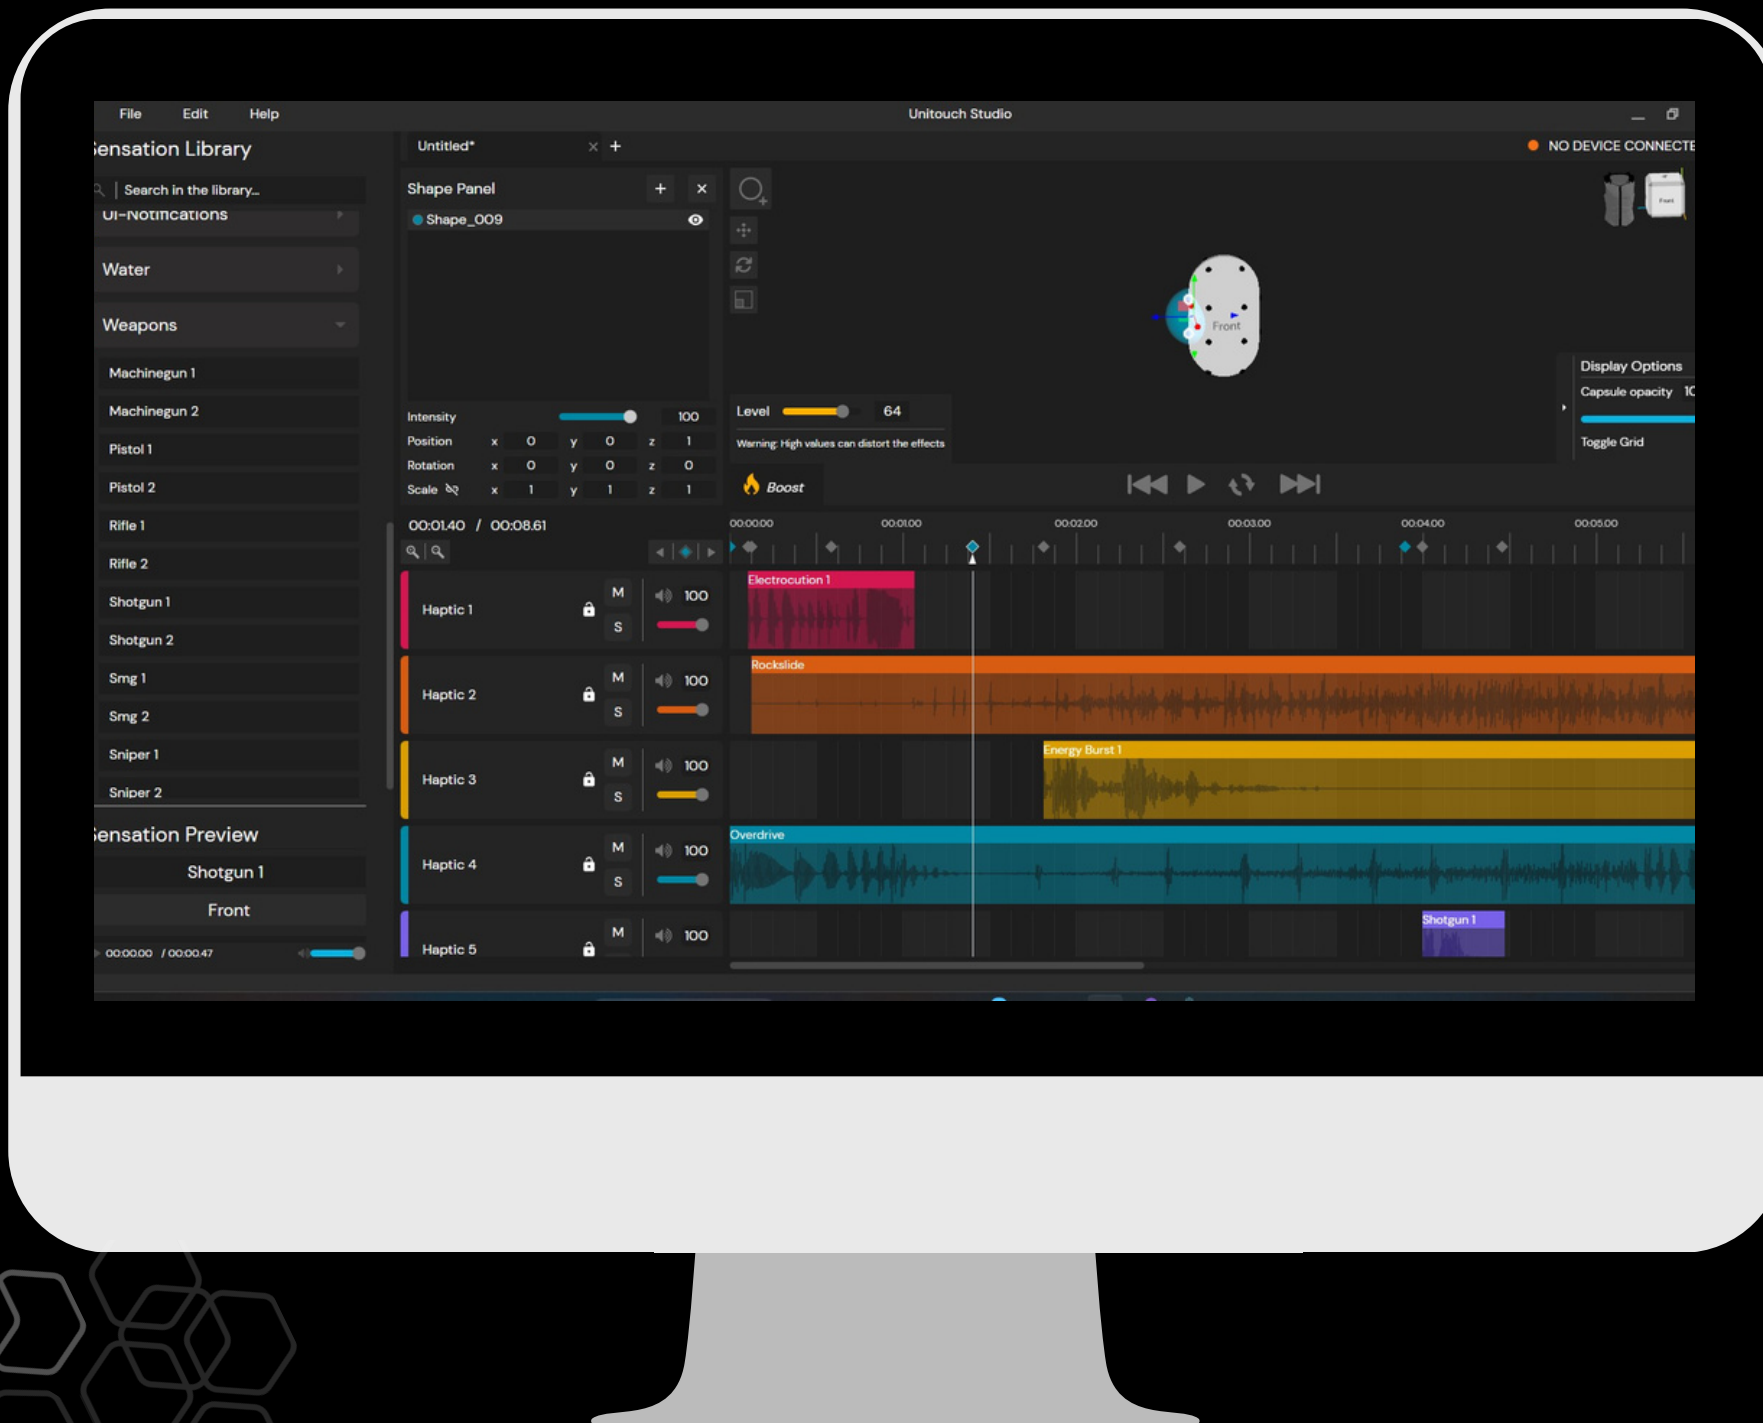 File Edit Help
Unitouch Studio
ensation Library
Search in the library...
UI-Notifications
Water
Weapons
Machinegun 1
Machinegun 2
Pistol 1
Pistol 2
Rifle 1
Rifle 2
Shotgun 1
Shotgun 2
Smg 1
Smg 2
Sniper 1
Sniper 2
ensation Preview
Shotgun 1
Front
00:00.00 / 00:00.47
Untitled* × +
NO DEVICE CONNECTE
Shape Panel + ×
Shape_009
Intensity 100
Position x 0 y 0 z 1
Rotation x 0 y 0 z 0
Scale x 1 y 1 z 1
Front
Front
Level 64
Warning: High values can distort the effects
Boost
Display Options
Capsule opacity 10
Toggle Grid
00:01.40 / 00:08.61
00:00.00 00:01.00 00:02.00 00:03.00 00:04.00 00:05.00
Haptic 1 M S 100
Electrocution 1
Haptic 2 M S 100
Rockslide
Haptic 3 M S 100
Energy Burst 1
Haptic 4 M S 100
Overdrive
Haptic 5 M 100
Shotgun 1